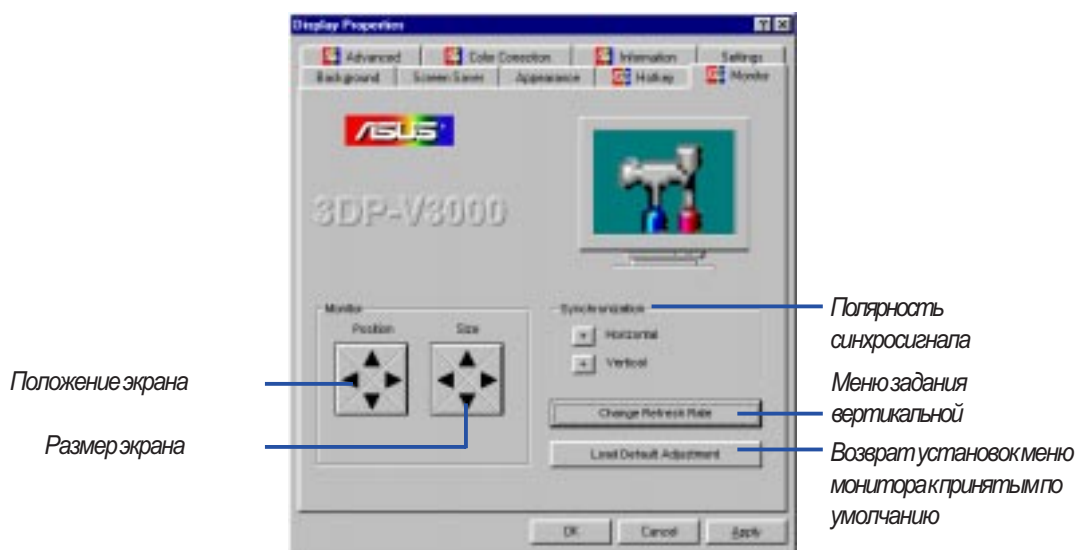 Display Properties
Advanced Color Correction Information Settings
Background Screen Saver Appearance Hotkey Monitor
ASUS
3DP-V3000
Monitor
Position Size
Synchronization
+ Horizontal
+ Vertical
Change Refresh Rate
Load Default Adjustment
OK Cancel Apply
Положение экрана
Размер экрана
Полярность
синхросигнала
Меню задания
вертикальной
Возврат установок меню
монитора к принятым по
умолчанию